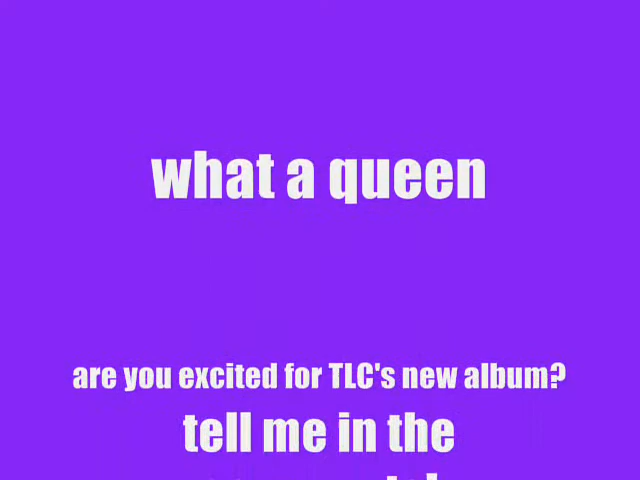 what a queen
are you excited for TLC's new album?
tell me in the